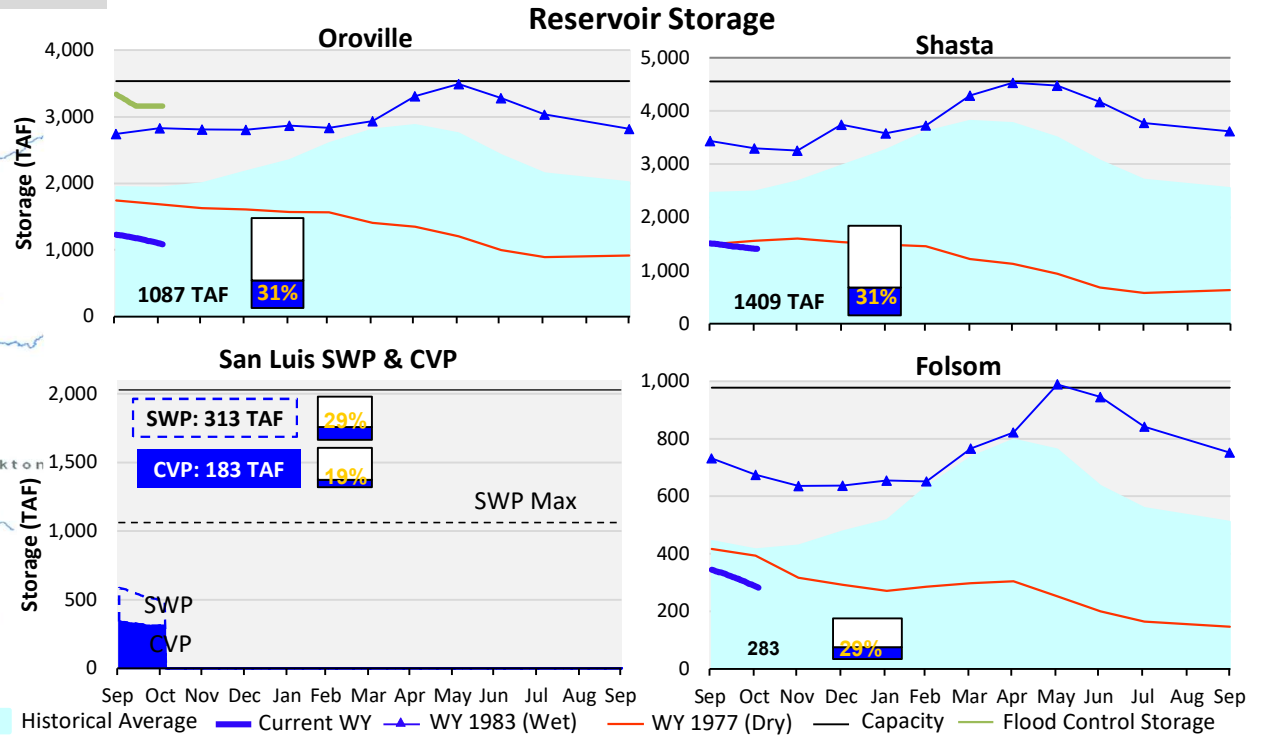 Reservoir Storage
Oroville
4,000
3,000
2,000
1,000
0
Storage (TAF)
1087 TAF
31%
Shasta
5,000
4,000
3,000
2,000
1,000
0
1409 TAF
31%
San Luis SWP & CVP
2,000
1,500
1,000
500
0
Storage (TAF)
SWP: 313 TAF
29%
CVP: 183 TAF
19%
SWP Max
SWP
CVP
Sep Oct Nov Dec Jan Feb Mar Apr May Jun Jul Aug Sep
Folsom
1,000
800
600
400
200
0
283
29%
Sep Oct Nov Dec Jan Feb Mar Apr May Jun Jul Aug Sep
kton
Historical Average Current WY WY 1983 (Wet) WY 1977 (Dry) Capacity Flood Control Storage